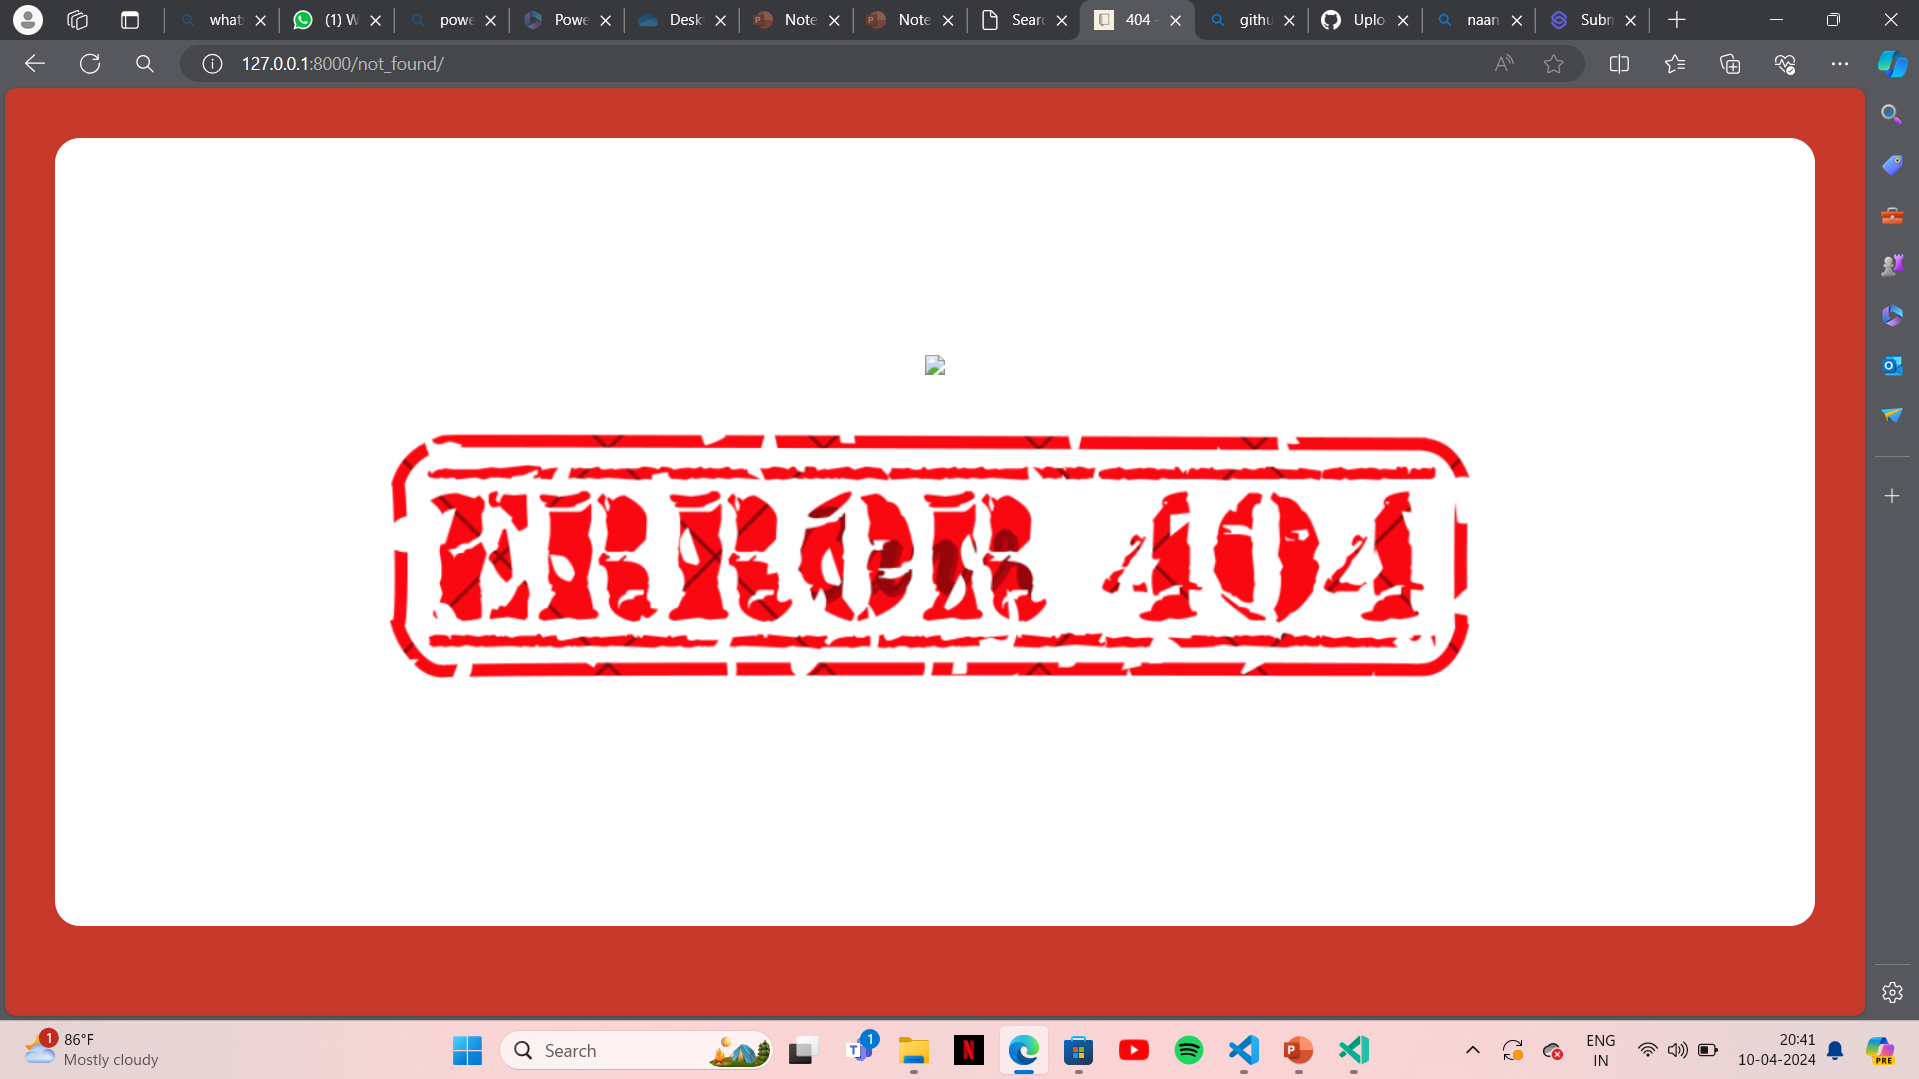 what
(1) W
powe
Powe
Desk
Note
Note
Searc
404 -
githu
Uplo
naan
Subn
127.0.0.1:8000/not_found/
ERROR 404
1
86°F
Mostly cloudy
Search
1
ENG
IN
20:41
10-04-2024
PRE